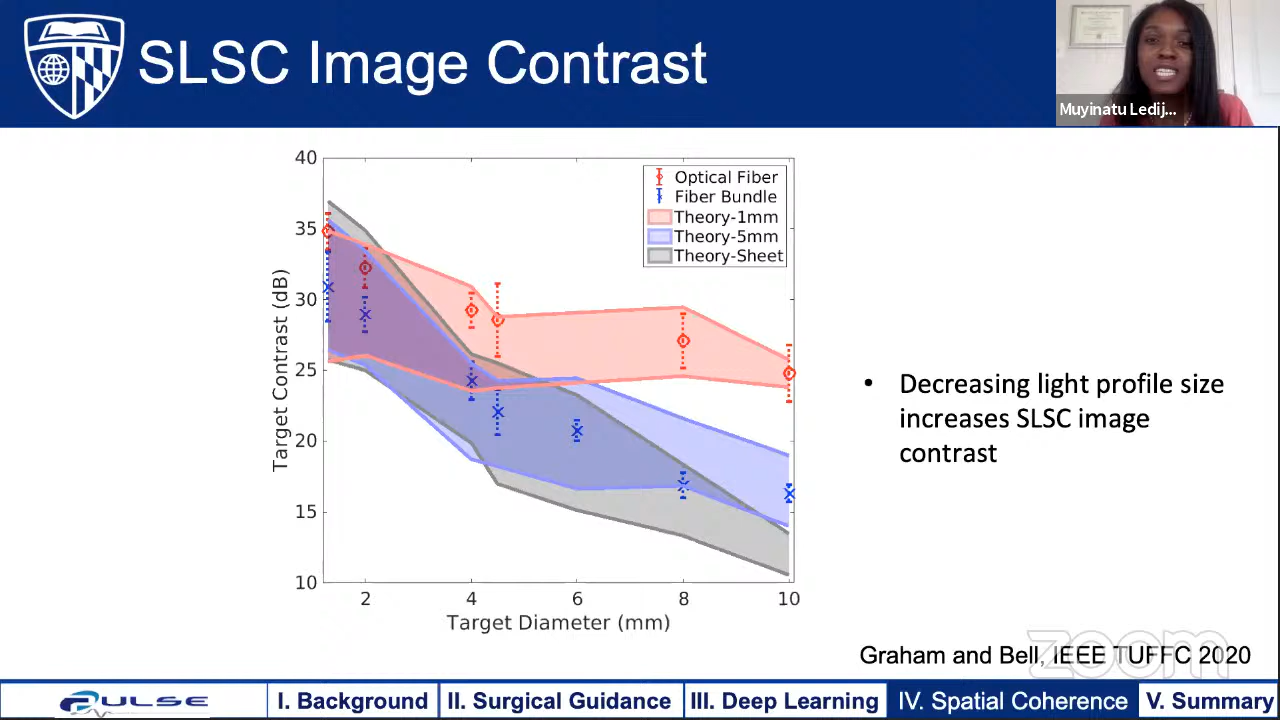 SLSC Image Contrast
Muyinatu Ledij...
40
35
30
25
20
15
10
Target Contrast (dB)
2
4
6
8
10
Target Diameter (mm)
Optical Fiber
Fiber Bundle
Theory-1mm
Theory-5mm
Theory-Sheet
• Decreasing light profile size
increases SLSC image
contrast
zoom
Graham and Bell, IEEE TUFFC 2020
PULSE
I. Background
II. Surgical Guidance
III. Deep Learning
IV. Spatial Coherence
V. Summary